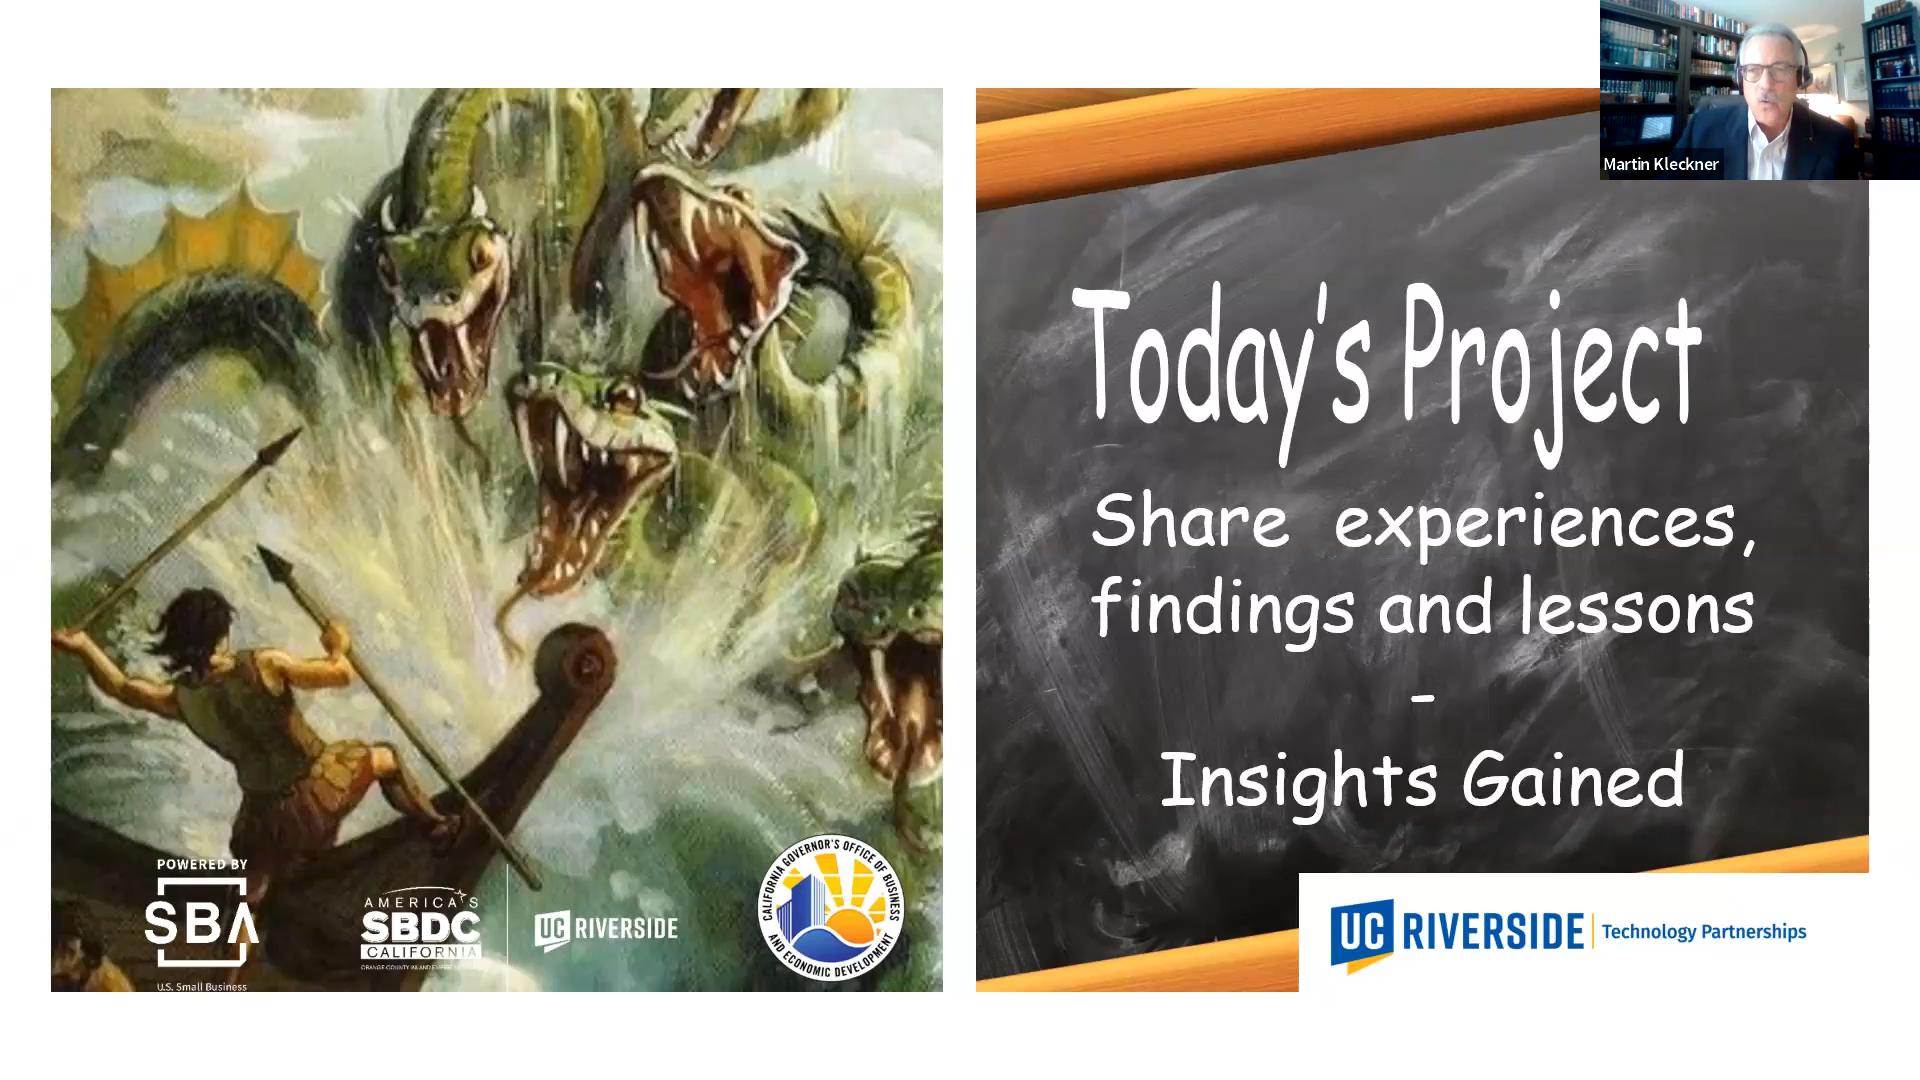 Martin Kleckner
Today's Project
Share experiences,
findings and lessons
-
Insights Gained
POWERED BY
SBA
U.S. Small Business
AMERICA'S
SBDC
CALIFORNIA
UC RIVERSIDE
CALIFORNIA GOVERNOR'S OFFICE OF BUSINESS
AND ECONOMIC DEVELOPMENT
UC RIVERSIDE Technology Partnerships